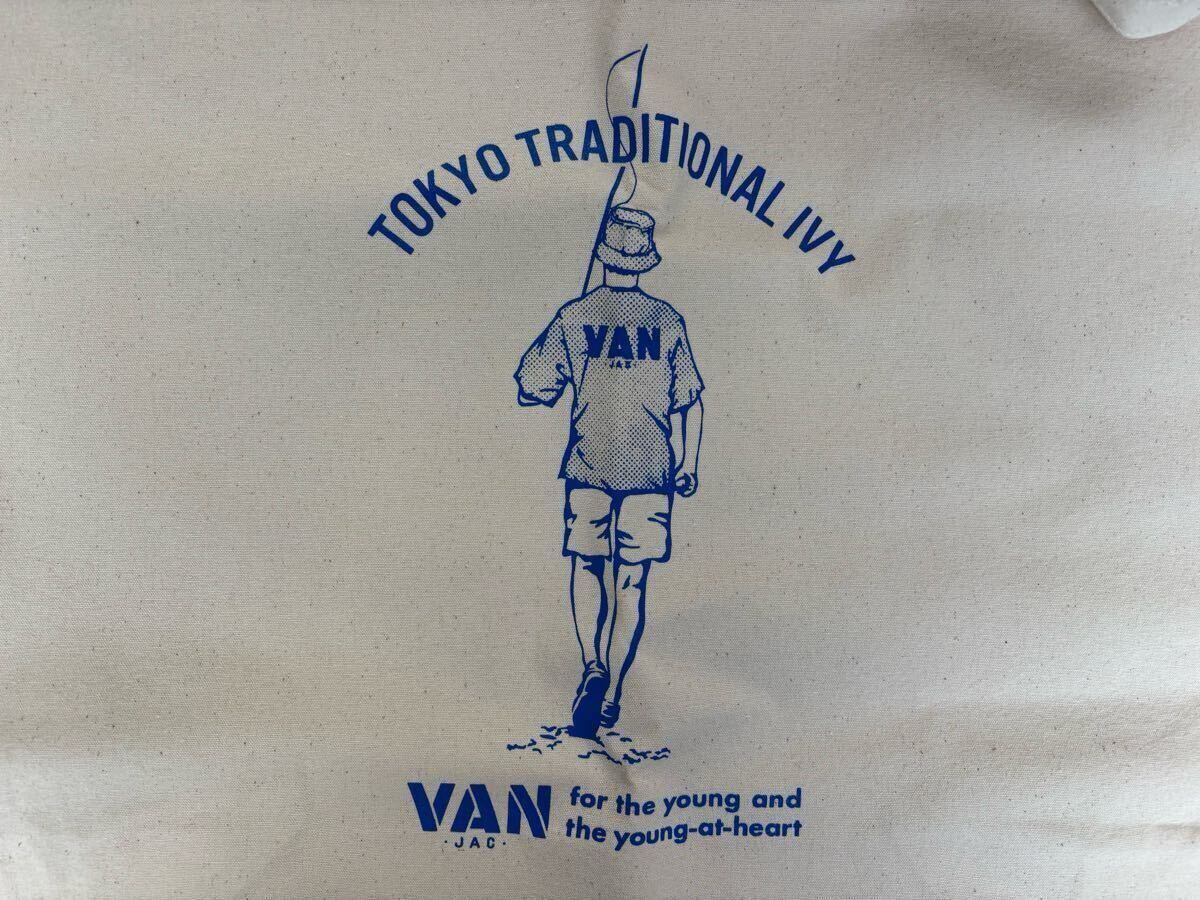 TOKYO TRADITIONAL IVY
VAN
JAC
VAN
·JAC·
for the young and
the young-at-heart